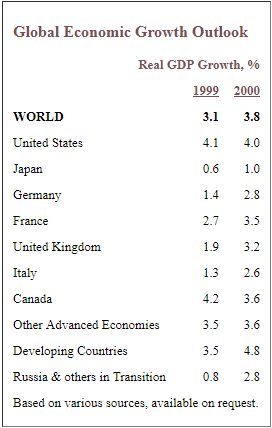 Global Economic Growth Outlook
Real GDP Growth, %
1999 2000
WORLD 3.1 3.8
United States 4.1 4.0
Japan 0.6 1.0
Germany 1.4 2.8
France 2.7 3.5
United Kingdom 1.9 3.2
Italy 1.3 2.6
Canada 4.2 3.6
Other Advanced Economies 3.5 3.6
Developing Countries 3.5 4.8
Russia & others in Transition 0.8 2.8
Based on various sources, available on request.